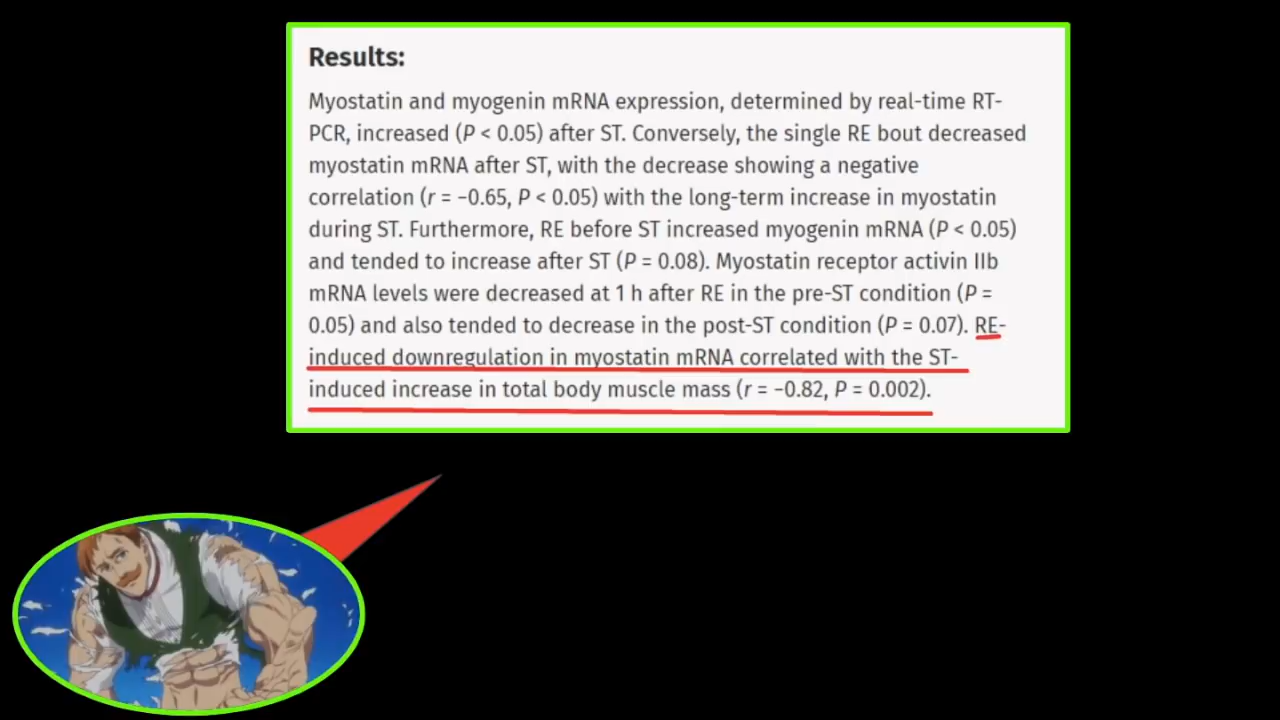 Results:
Myostatin and myogenin mRNA expression, determined by real-time RT-
PCR, increased (P < 0.05) after ST. Conversely, the single RE bout decreased
myostatin mRNA after ST, with the decrease showing a negative
correlation (r = −0.65, P < 0.05) with the long-term increase in myostatin
during ST. Furthermore, RE before ST increased myogenin mRNA (P < 0.05)
and tended to increase after ST (P = 0.08). Myostatin receptor activin IIb
mRNA levels were decreased at 1 h after RE in the pre-ST condition (P =
0.05) and also tended to decrease in the post-ST condition (P = 0.07). RE-
induced downregulation in myostatin mRNA correlated with the ST-
induced increase in total body muscle mass (r = −0.82, P = 0.002).